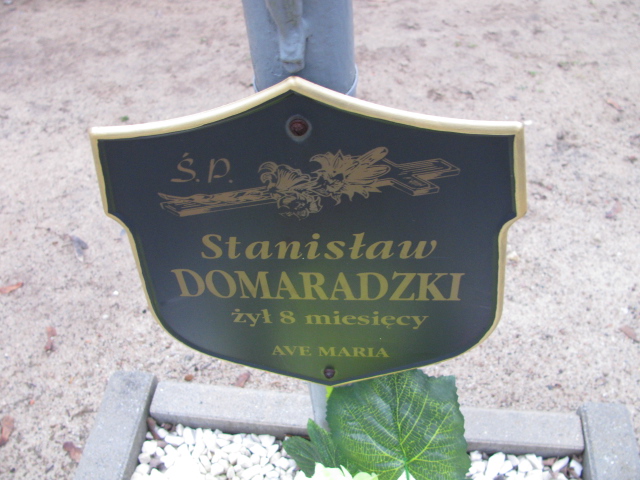 Ś.P.
Stanisław
DOMARADZKI
żył 8 miesięcy
AVE MARIA